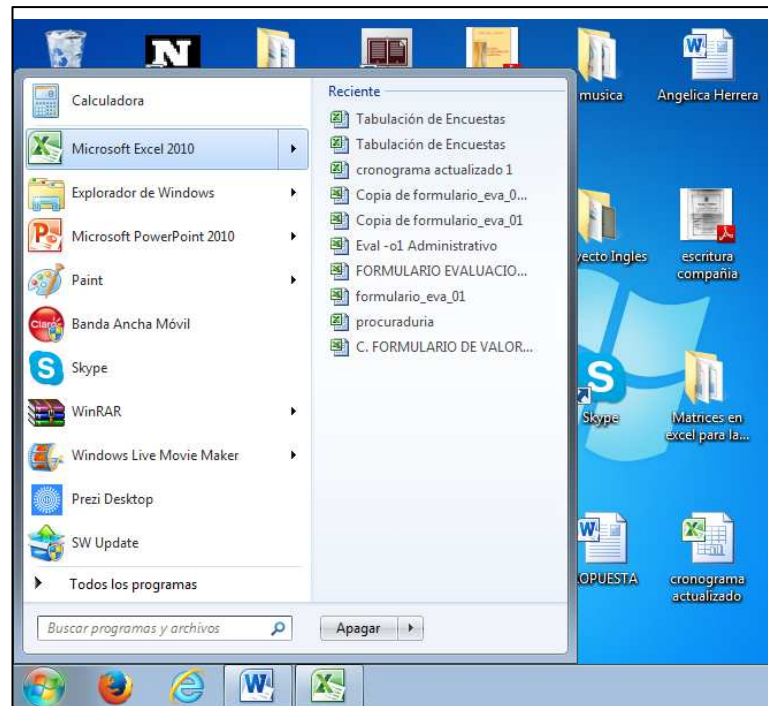 musica
Angelica Herrera
yecto Ingles
escritura
compañia
Skype
Matrices en
excel para la...
OPUESTA
cronograma
actualizado
Calculadora
Microsoft Excel 2010
Explorador de Windows
Microsoft PowerPoint 2010
Paint
Claro
Banda Ancha Móvil
Skype
WinRAR
Windows Live Movie Maker
Prezi Desktop
SW Update
Todos los programas
Buscar programas y archivos
Reciente
Tabulación de Encuestas
Tabulación de Encuestas
cronograma actualizado 1
Copia de formulario_eva_0...
Copia de formulario_eva_01
Eval -o1 Administrativo
FORMULARIO EVALUACIO...
formulario_eva_01
procuraduria
C. FORMULARIO DE VALOR...
Apagar